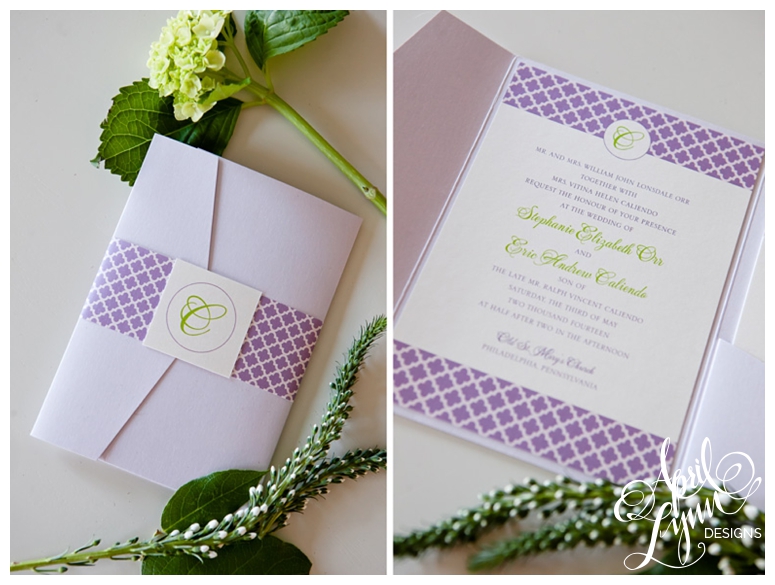 C
C
MR. AND MRS. WILLIAM JOHN LONSDALE ORR
TOGETHER WITH
MRS. VITINA HELEN CALIENDO
REQUEST THE HONOUR OF YOUR PRESENCE
AT THE WEDDING OF
Stephanie Elizabeth Orr
AND
Eric Andrew Caliendo
SON OF
THE LATE MR. RALPH VINCENT CALIENDO
SATURDAY, THE THIRD OF MAY
TWO THOUSAND FOURTEEN
AT HALF AFTER TWO IN THE AFTERNOON
Old St. Mary's Church
PHILADELPHIA, PENNSYLVANIA
April
Lynn
DESIGNS